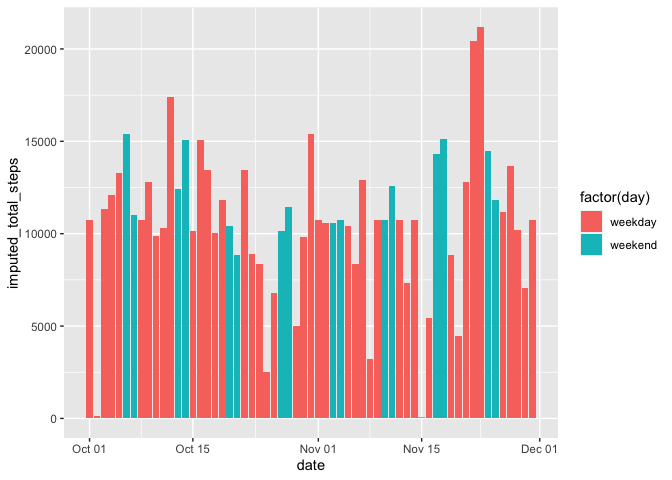 20000
15000
10000
5000
0
imputed_total_steps
Oct 01 Oct 15 Nov 01 Nov 15 Dec 01
date
factor(day)
weekday
weekend